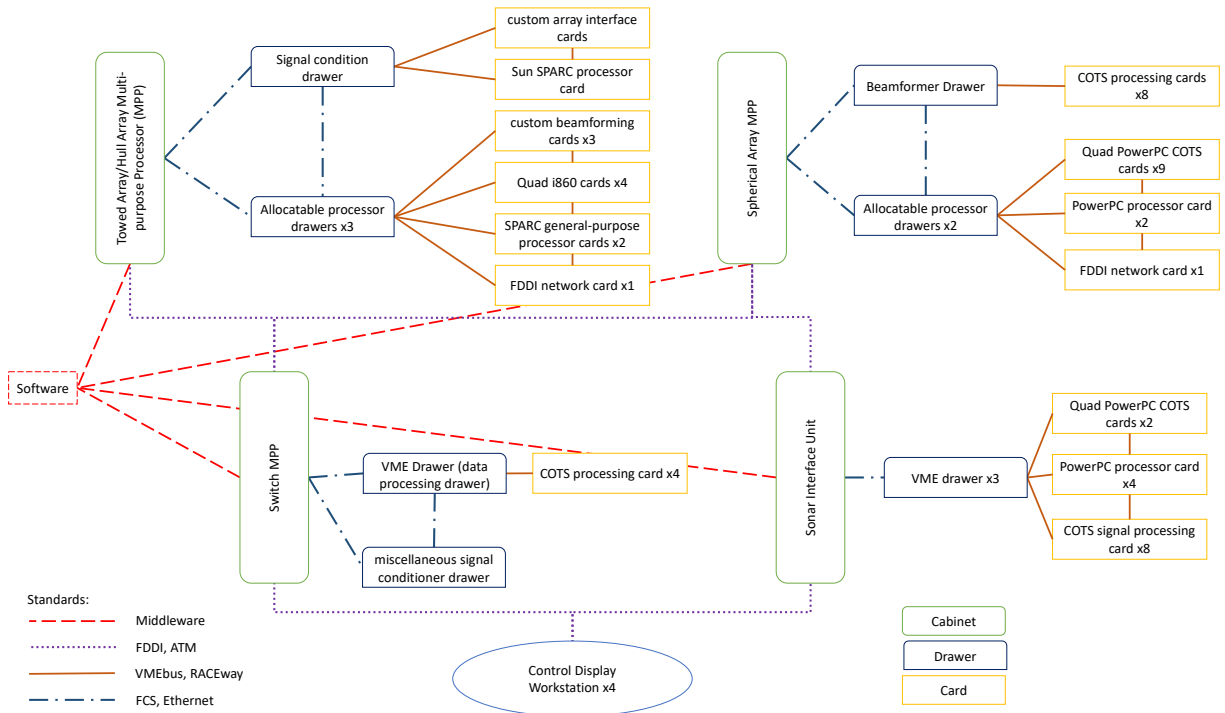 Towed Array/Hull Array Multi-
purpose Processor (MPP)
Signal condition
drawer
custom array interface
cards
Sun SPARC processor
card
custom beamforming
cards x3
Quad i860 cards x4
Allocatable processor
drawers x3
SPARC general-purpose
processor cards x2
FDDI network card x1
Spherical Array MPP
Beamformer Drawer
COTS processing cards
x8
Quad PowerPC COTS
cards x9
Allocatable processor
drawers x2
PowerPC processor card
x2
FDDI network card x1
Software
Switch MPP
VME Drawer (data
processing drawer)
COTS processing card x4
miscellaneous signal
conditioner drawer
Sonar Interface Unit
VME drawer x3
Quad PowerPC COTS
cards x2
PowerPC processor card
x4
COTS signal processing
card x8
Standards:
Middleware
FDDI, ATM
VMEbus, RACEway
FCS, Ethernet
Control Display
Workstation x4
Cabinet
Drawer
Card